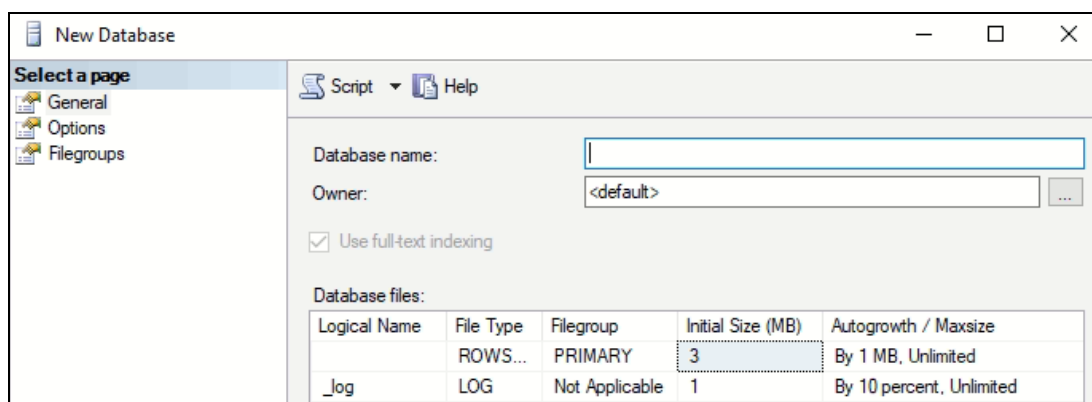 New Database
Select a page
General
Options
Filegroups
Script Help
Database name:
Owner: <default> ...
Use full-text indexing
Database files:
Logical Name File Type Filegroup Initial Size (MB) Autogrowth / Maxsize
ROWS... PRIMARY 3 By 1 MB, Unlimited
_log LOG Not Applicable 1 By 10 percent, Unlimited